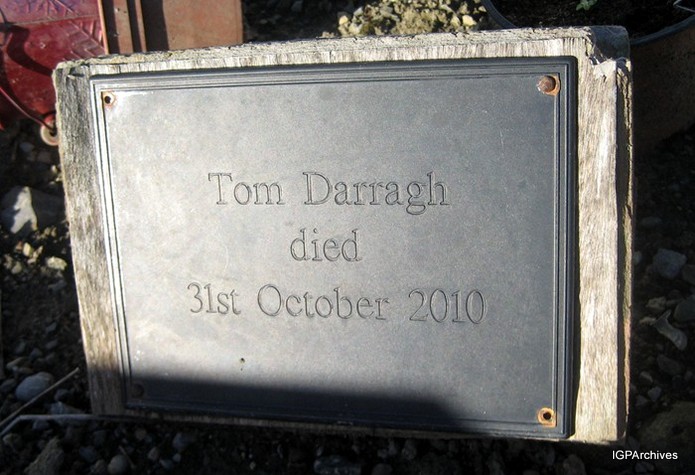 Tom Darragh
died
31st October 2010
IGPArchives